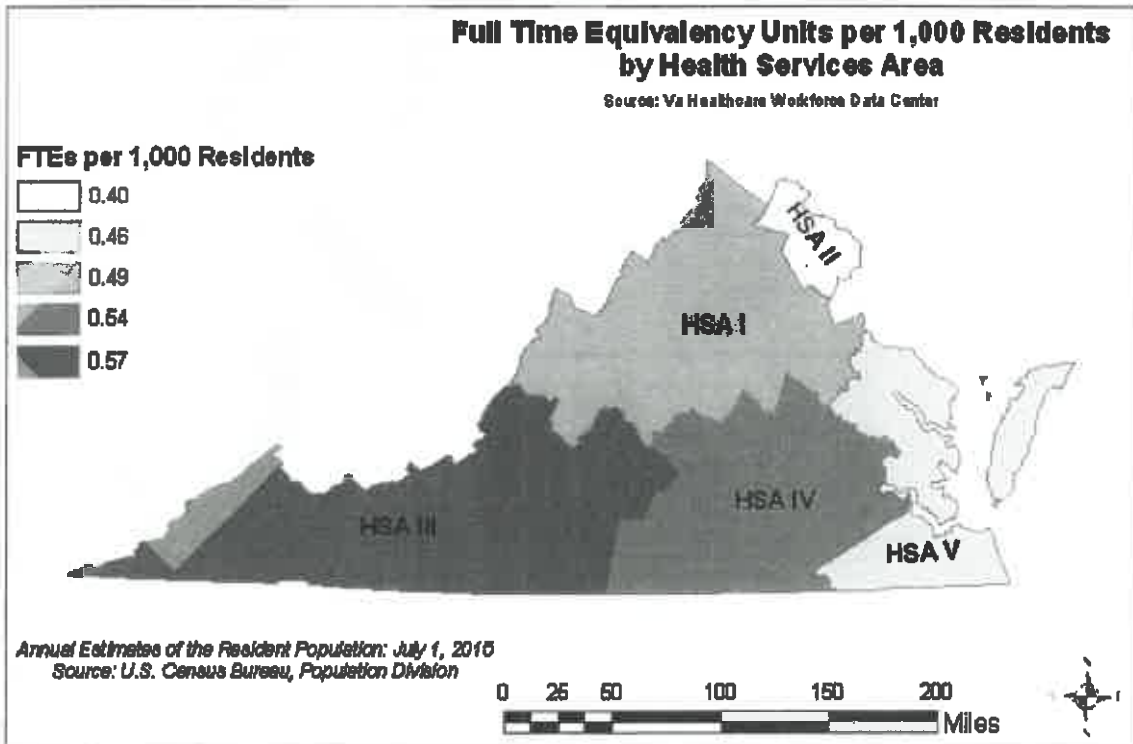 Full Time Equivalency Units per 1,000 Residents
by Health Services Area
Source: Va Healthcare Workforce Data Center
FTEs per 1,000 Residents
0.40
0.46
0.49
0.54
0.57
HSA II
HSA I
HSA IV
HSA III
HSA V
Annual Estimates of the Resident Population: July 1, 2015
Source: U.S. Census Bureau, Population Division
0 25 50 100 150 200
Miles